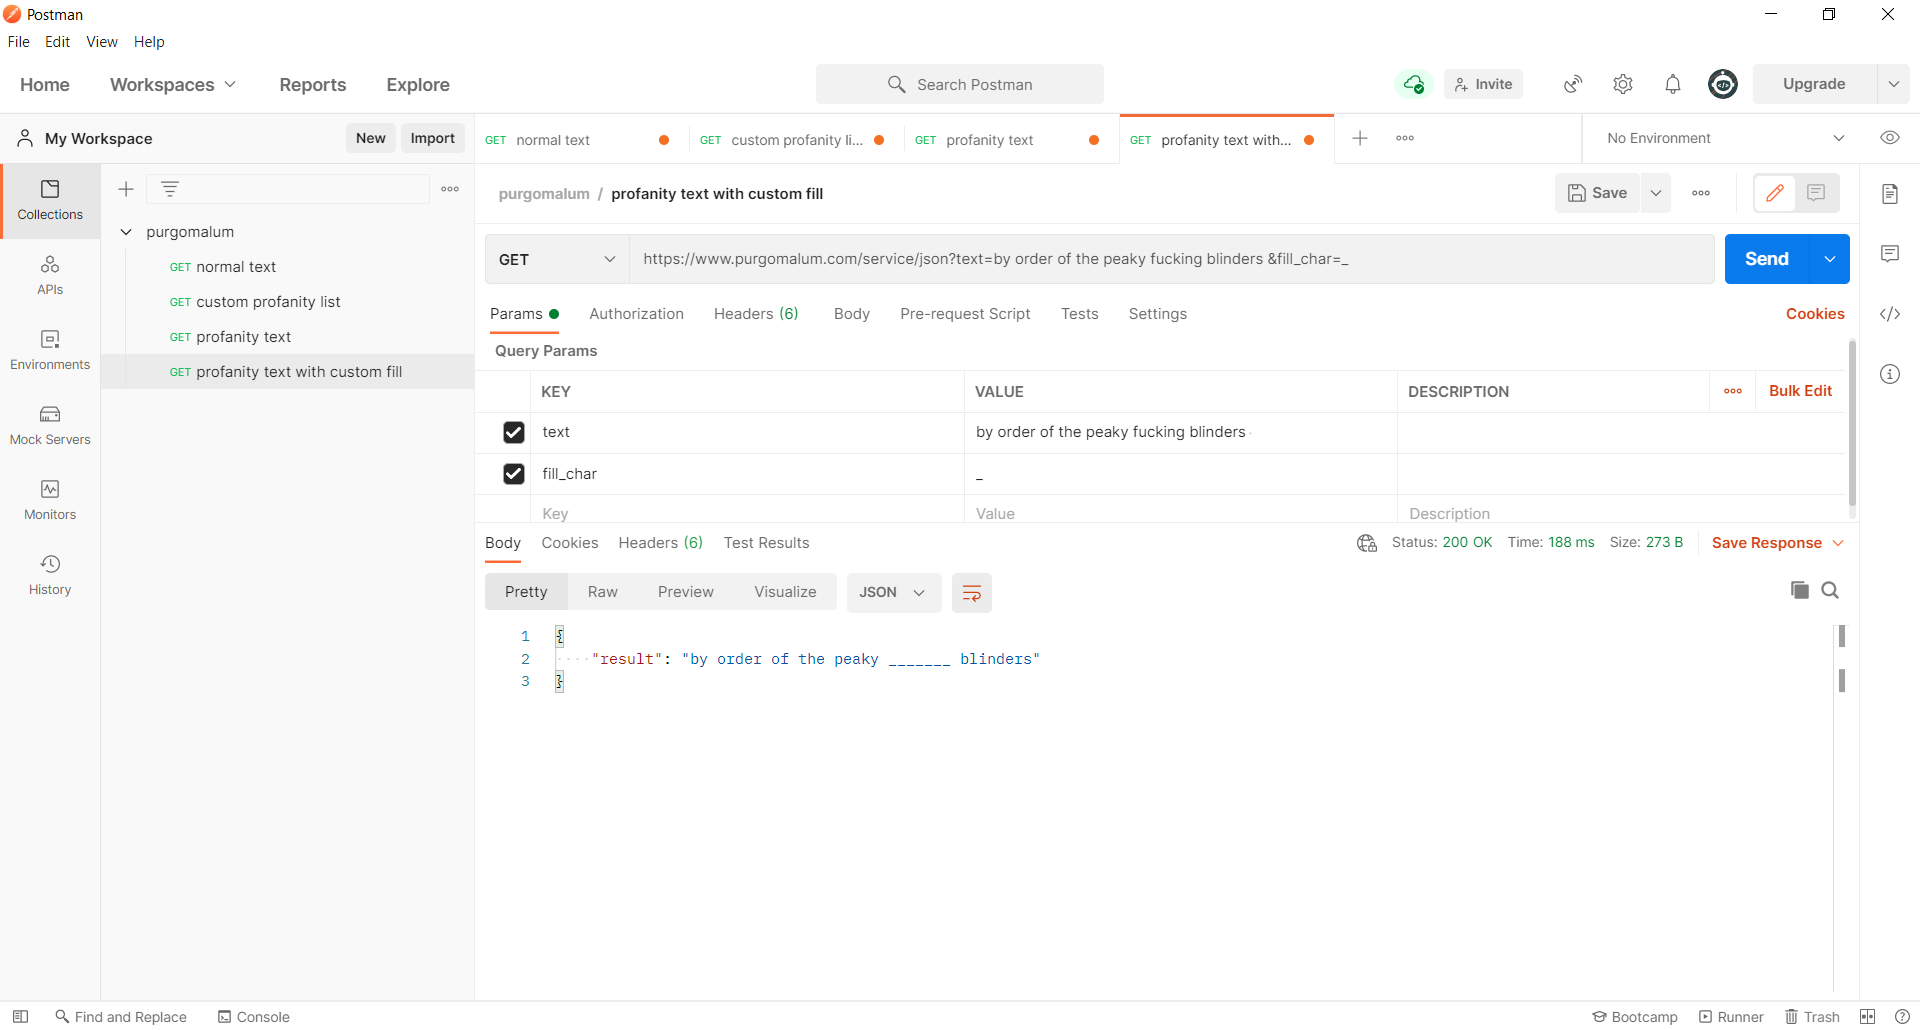 Postman
File Edit View Help
Home Workspaces Reports Explore Search Postman Invite Upgrade
My Workspace New Import GET normal text GET custom profanity li... GET profanity text GET profanity text with... No Environment
Collections
APIs
Environments
Mock Servers
Monitors
History
purgomalum
GET normal text
GET custom profanity list
GET profanity text
GET profanity text with custom fill
purgomalum / profanity text with custom fill Save
GET https://www.purgomalum.com/service/json?text=by order of the peaky fucking blinders &fill_char=_ Send
Params Authorization Headers (6) Body Pre-request Script Tests Settings Cookies
Query Params
KEY VALUE DESCRIPTION Bulk Edit
text by order of the peaky fucking blinders
fill_char _
Key Value Description
Body Cookies Headers (6) Test Results Status: 200 OK Time: 188 ms Size: 273 B Save Response
Pretty Raw Preview Visualize JSON
1 {
2 "result": "by order of the peaky _______ blinders"
3 }
Find and Replace Console Bootcamp Runner Trash